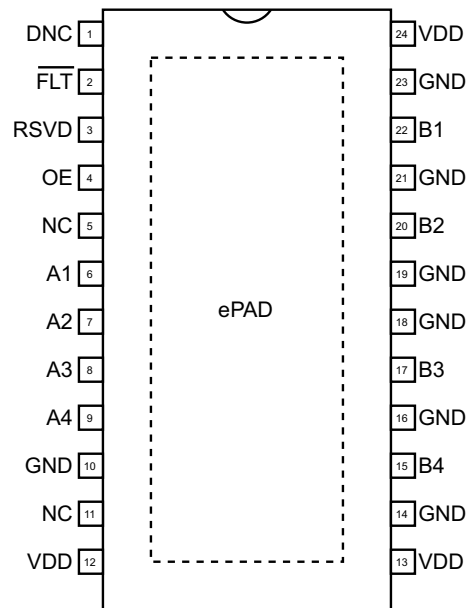 DNC 1 24 VDD
FLT 2 23 GND
RSVD 3 22 B1
OE 4 21 GND
NC 5 20 B2
A1 6 19 GND
A2 7 18 GND
ePAD
A3 8 17 B3
A4 9 16 GND
GND 10 15 B4
NC 11 14 GND
VDD 12 13 VDD